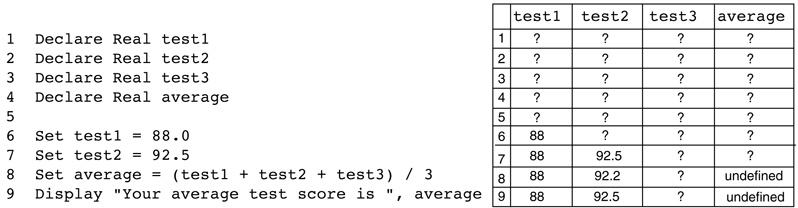 1 Declare Real test1
2 Declare Real test2
3 Declare Real test3
4 Declare Real average
5
6 Set test1 = 88.0
7 Set test2 = 92.5
8 Set average = (test1 + test2 + test3) / 3
9 Display "Your average test score is ", average
test1 test2 test3 average
1 ? ? ? ?
2 ? ? ? ?
3 ? ? ? ?
4 ? ? ? ?
5 ? ? ? ?
6 88 ? ? ?
7 88 92.5 ? ?
8 88 92.2 ? undefined
9 88 92.5 ? undefined